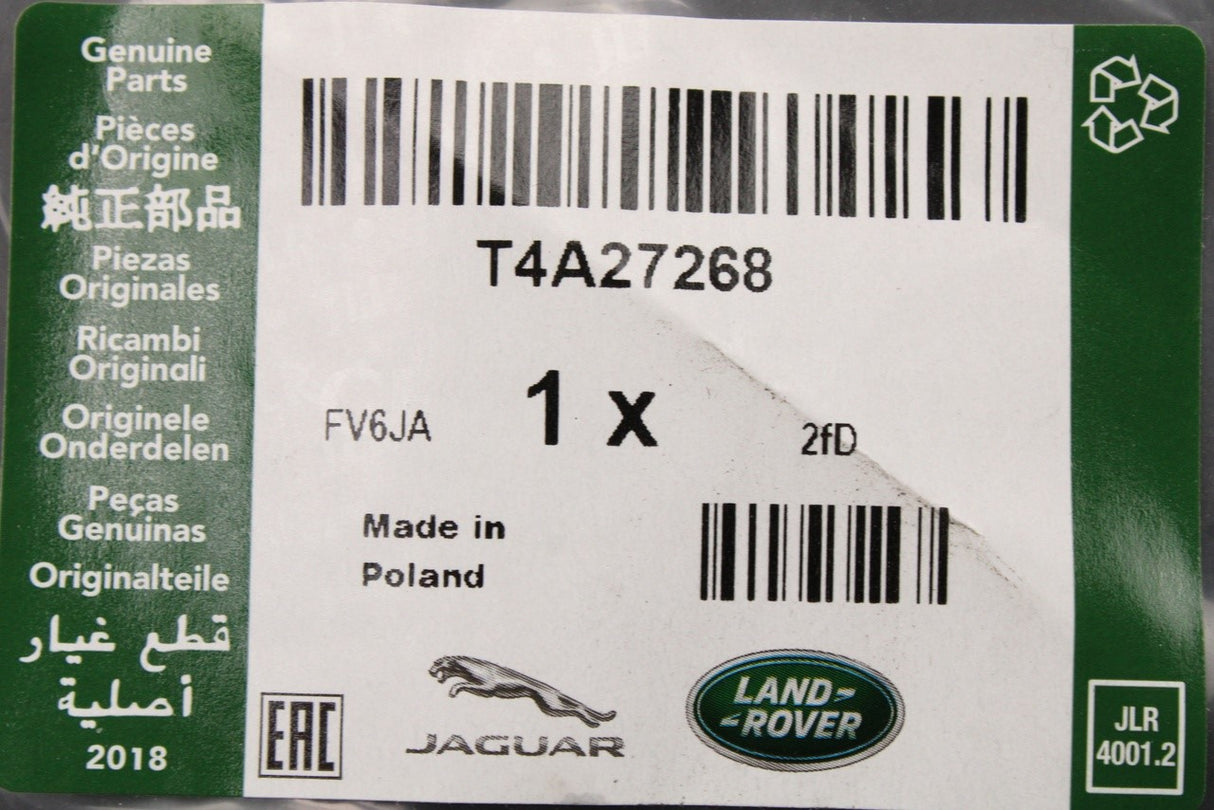 Genuine
Parts
Pièces
d'Origine
純正部品
Piezas
Originales
Ricambi
Originali
Originele
Onderdelen
Peças
Genuinas
Originalteile
قطع غيار
أصلية
2018
T4A27268
FV6JA
1 x
2fD
Made in
Poland
EAC
JAGUAR
LAND-
-ROVER
JLR
4001.2